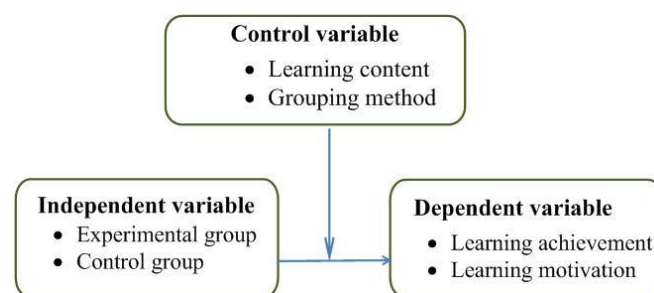 Control variable
• Learning content
• Grouping method
Independent variable
• Experimental group
• Control group
Dependent variable
• Learning achievement
• Learning motivation